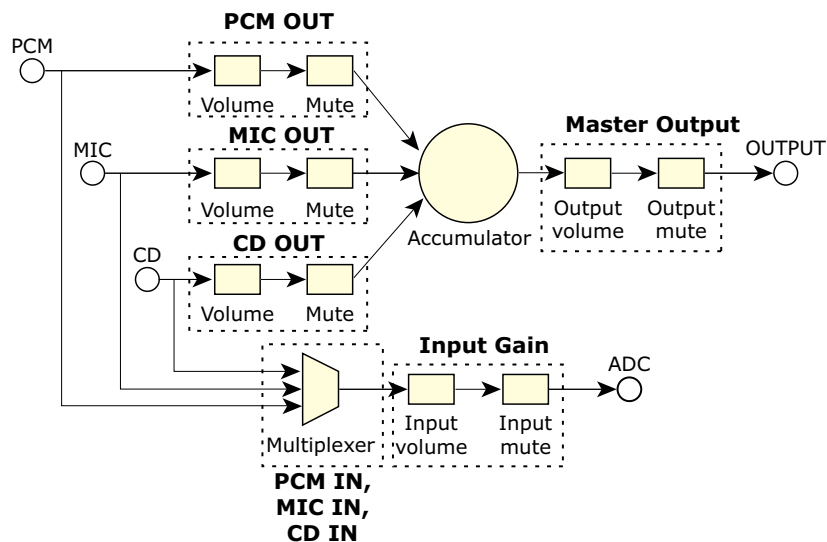 PCM OUT
PCM
Volume
Mute
MIC OUT
MIC
Volume
Mute
CD OUT
CD
Volume
Mute
Accumulator
Master Output
Output
volume
Output
mute
OUTPUT
Multiplexer
PCM IN,
MIC IN,
CD IN
Input Gain
Input
volume
Input
mute
ADC